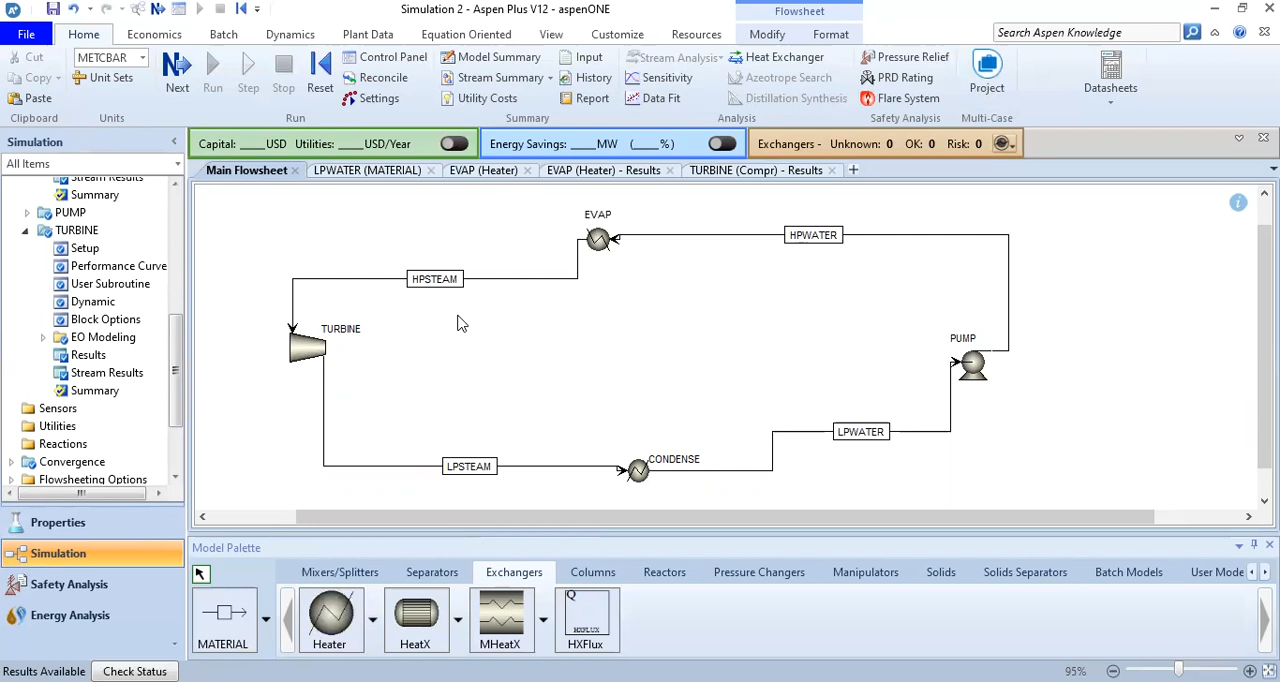 Simulation 2 - Aspen Plus V12 - aspenONE
Flowsheet
File
Home
Economics
Batch
Dynamics
Plant Data
Equation Oriented
View
Customize
Resources
Modify
Format
Search Aspen Knowledge
Cut
Copy
Paste
Clipboard
METCBAR
Unit Sets
Units
Next
Run
Step
Stop
Reset
Control Panel
Reconcile
Settings
Run
Model Summary
Stream Summary
Utility Costs
Input
History
Report
Summary
Stream Analysis
Sensitivity
Data Fit
Heat Exchanger
Azeotrope Search
Distillation Synthesis
Analysis
Pressure Relief
PRD Rating
Flare System
Safety Analysis
Project
Multi-Case
Datasheets
Simulation
All Items
Capital: ____USD Utilities: ____USD/Year
Energy Savings: ____MW (____%)
Exchangers - Unknown: 0 OK: 0 Risk: 0
Main Flowsheet
LPWATER (MATERIAL)
EVAP (Heater)
EVAP (Heater) - Results
TURBINE (Compr) - Results
Stream Results
Summary
PUMP
TURBINE
Setup
Performance Curve
User Subroutine
Dynamic
Block Options
EO Modeling
Results
Stream Results
Summary
Sensors
Utilities
Reactions
Convergence
Flowsheeting Options
EVAP
HPWATER
HPSTEAM
TURBINE
PUMP
LPWATER
LPSTEAM
CONDENSE
Properties
Simulation
Safety Analysis
Energy Analysis
Model Palette
Mixers/Splitters
Separators
Exchangers
Columns
Reactors
Pressure Changers
Manipulators
Solids
Solids Separators
Batch Models
User Mode
MATERIAL
Heater
HeatX
MHeatX
Q
HXFLUX
HXFlux
Results Available
Check Status
95%